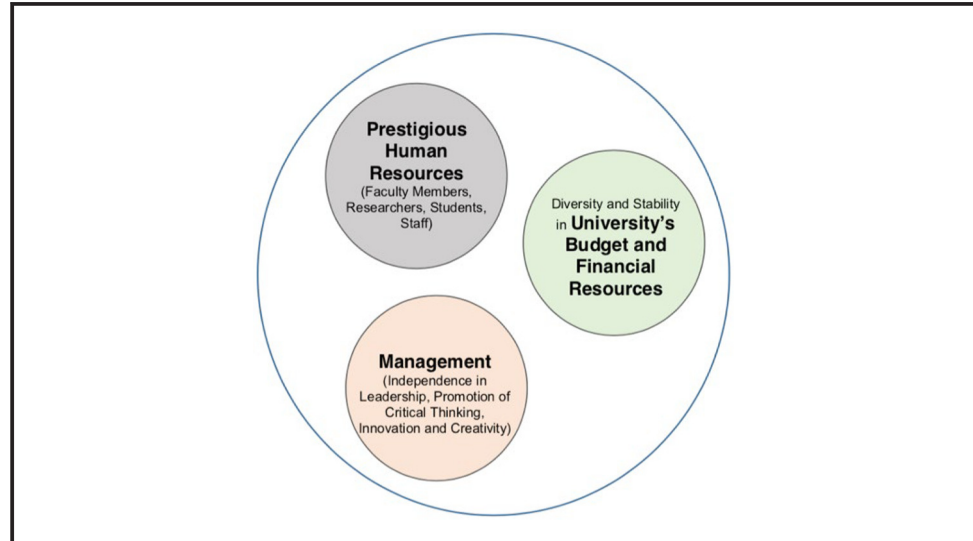 Prestigious
Human
Resources
(Faculty Members,
Researchers, Students,
Staff)
Diversity and Stability
in University's
Budget and
Financial
Resources
Management
(Independence in
Leadership, Promotion of
Critical Thinking,
Innovation and Creativity)